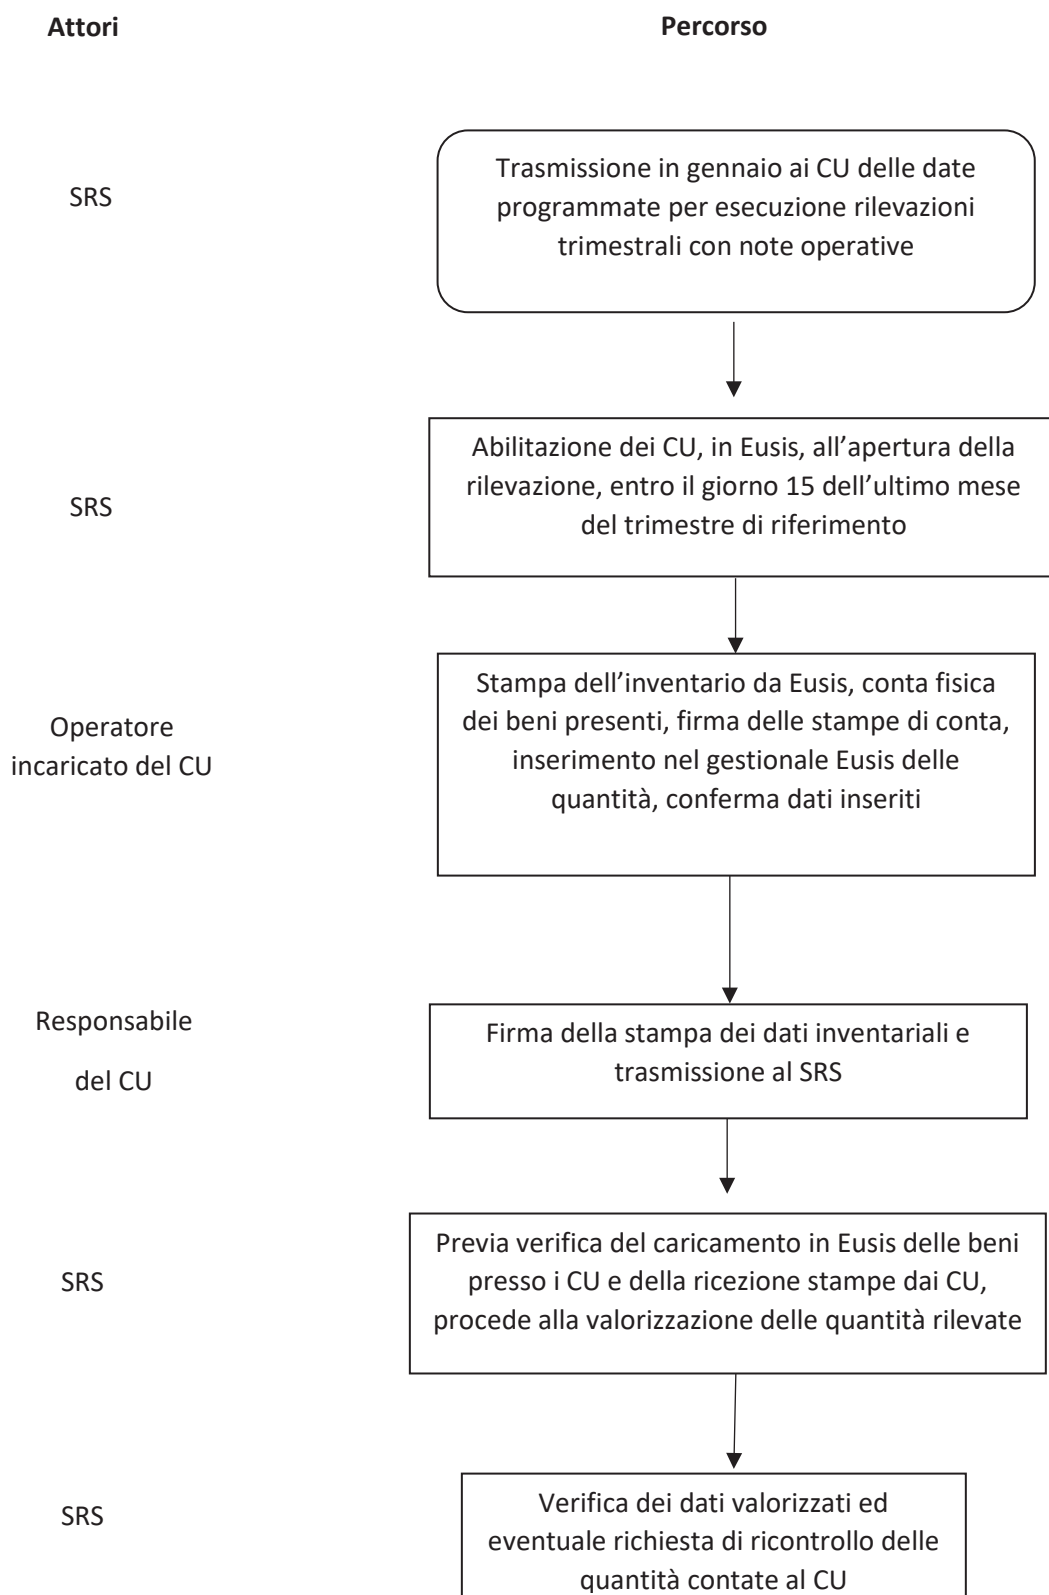 Attori
Percorso
SRS
Trasmissione in gennaio ai CU delle date
programmate per esecuzione rilevazioni
trimestrali con note operative
SRS
Abilitazione dei CU, in Eusis, all’apertura della
rilevazione, entro il giorno 15 dell’ultimo mese
del trimestre di riferimento
Operatore
incaricato del CU
Stampa dell’inventario da Eusis, conta fisica
dei beni presenti, firma delle stampe di conta,
inserimento nel gestionale Eusis delle
quantità, conferma dati inseriti
Responsabile
del CU
Firma della stampa dei dati inventariali e
trasmissione al SRS
SRS
Previa verifica del caricamento in Eusis delle beni
presso i CU e della ricezione stampe dai CU,
procede alla valorizzazione delle quantità rilevate
SRS
Verifica dei dati valorizzati ed
eventuale richiesta di ricontrollo delle
quantità contate al CU